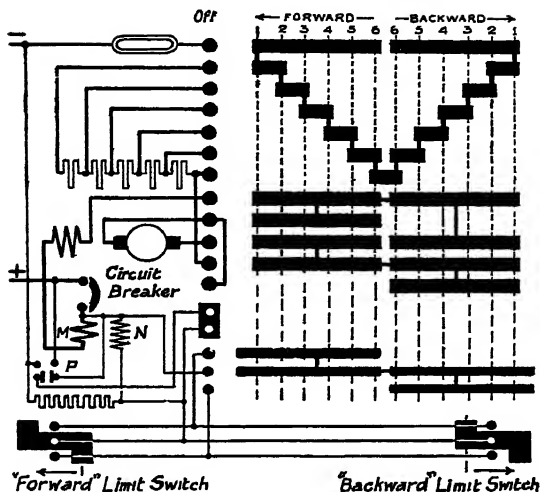 Off
←FORWARD→ ←BACKWARD→
1 2 3 4 5 6 6 5 4 3 2 1
−
+
Circuit
Breaker
M N
P
"Forward" Limit Switch "Backward" Limit Switch